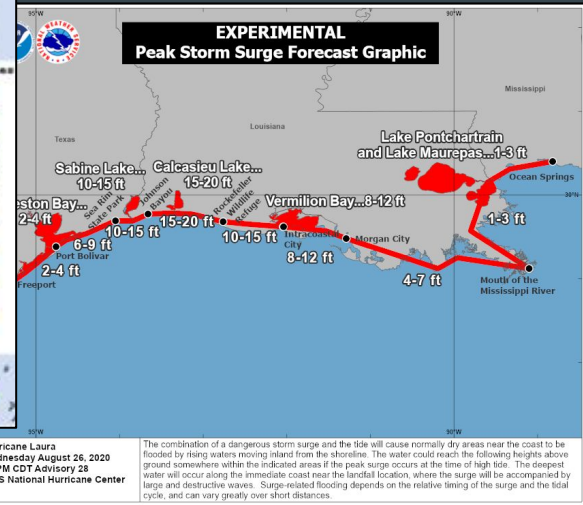 95°W
90°W
EXPERIMENTAL
Peak Storm Surge Forecast Graphic
NATIONAL WEATHER SERVICE
Mississippi
Louisiana
Texas
Lake Pontchartrain
and Lake Maurepas...1-3 ft
Sabine Lake...
10-15 ft
Calcasieu Lake...
15-20 ft
Ocean Springs
30°N
eston Bay...
2-4 ft
Sea Rim
State Park
Johnson
Bayou
Rockefeller
Wildlife
Refuge
Vermilion Bay...8-12 ft
1-3 ft
6-9 ft
10-15 ft
15-20 ft
10-15 ft
Intracoastal
City
Morgan City
Port Bolivar
8-12 ft
2-4 ft
Freeport
4-7 ft
Mouth of the
Mississippi River
95°W
90°W
ricane Laura
dnesday August 26, 2020
PM CDT Advisory 28
S National Hurricane Center
The combination of a dangerous storm surge and the tide will cause normally dry areas near the coast to be
flooded by rising waters moving inland from the shoreline. The water could reach the following heights above
ground somewhere within the indicated areas if the peak surge occurs at the time of high tide. The deepest
water will occur along the immediate coast near the landfall location, where the surge will be accompanied by
large and destructive waves. Surge-related flooding depends on the relative timing of the surge and the tidal
cycle, and can vary greatly over short distances.